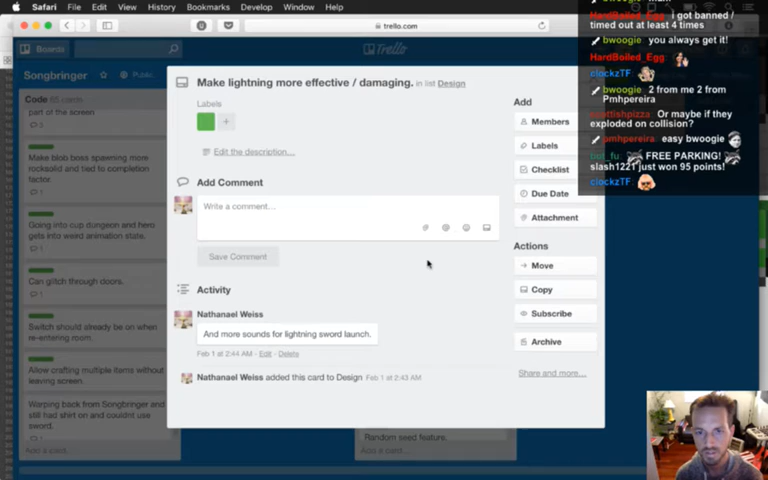 Safari File Edit View History Bookmarks Develop Window Help
trello.com
Boards
Trello
Songbringer
Public
Code 65 cards
part of the screen
3
Make blob boss spawning more
rocksalid and tied to completion
factor.
1
Going into cup dungeon and hero
gets into weird animation state.
1
Can glitch through doors.
1
Switch should already be on when
re-entering room.
Allow crafting multiple items without
leaving screen.
Warping back from Songbringer and
still had shirt on and couldnt use
sword.
Add a card...
Make lightning more effective / damaging. in list Design
Labels
+
Edit the description...
Add Comment
Write a comment...
Save Comment
Activity
Nathanael Weiss
And more sounds for lightning sword launch.
Feb 1 at 2:44 AM - Edit - Delete
Nathanael Weiss added this card to Design Feb 1 at 2:43 AM
Add
Members
Labels
Checklist
Due Date
Attachment
Actions
Move
Copy
Subscribe
Archive
Share and more...
Random seed feature.
Add a card...
HardBoiled_Egg: I got banned /
timed out at least 4 times
bwoogie: you always get it!
HardBoiled_Egg:
clockzTF:
bwoogie: 2 from me 2 from
Pmhpereira
scottishpizza: Or maybe if they
exploded on collision?
pmhpereira: easy bwoogie
FREE PARKING!
slash1221 just won 95 points!
clockzTF: